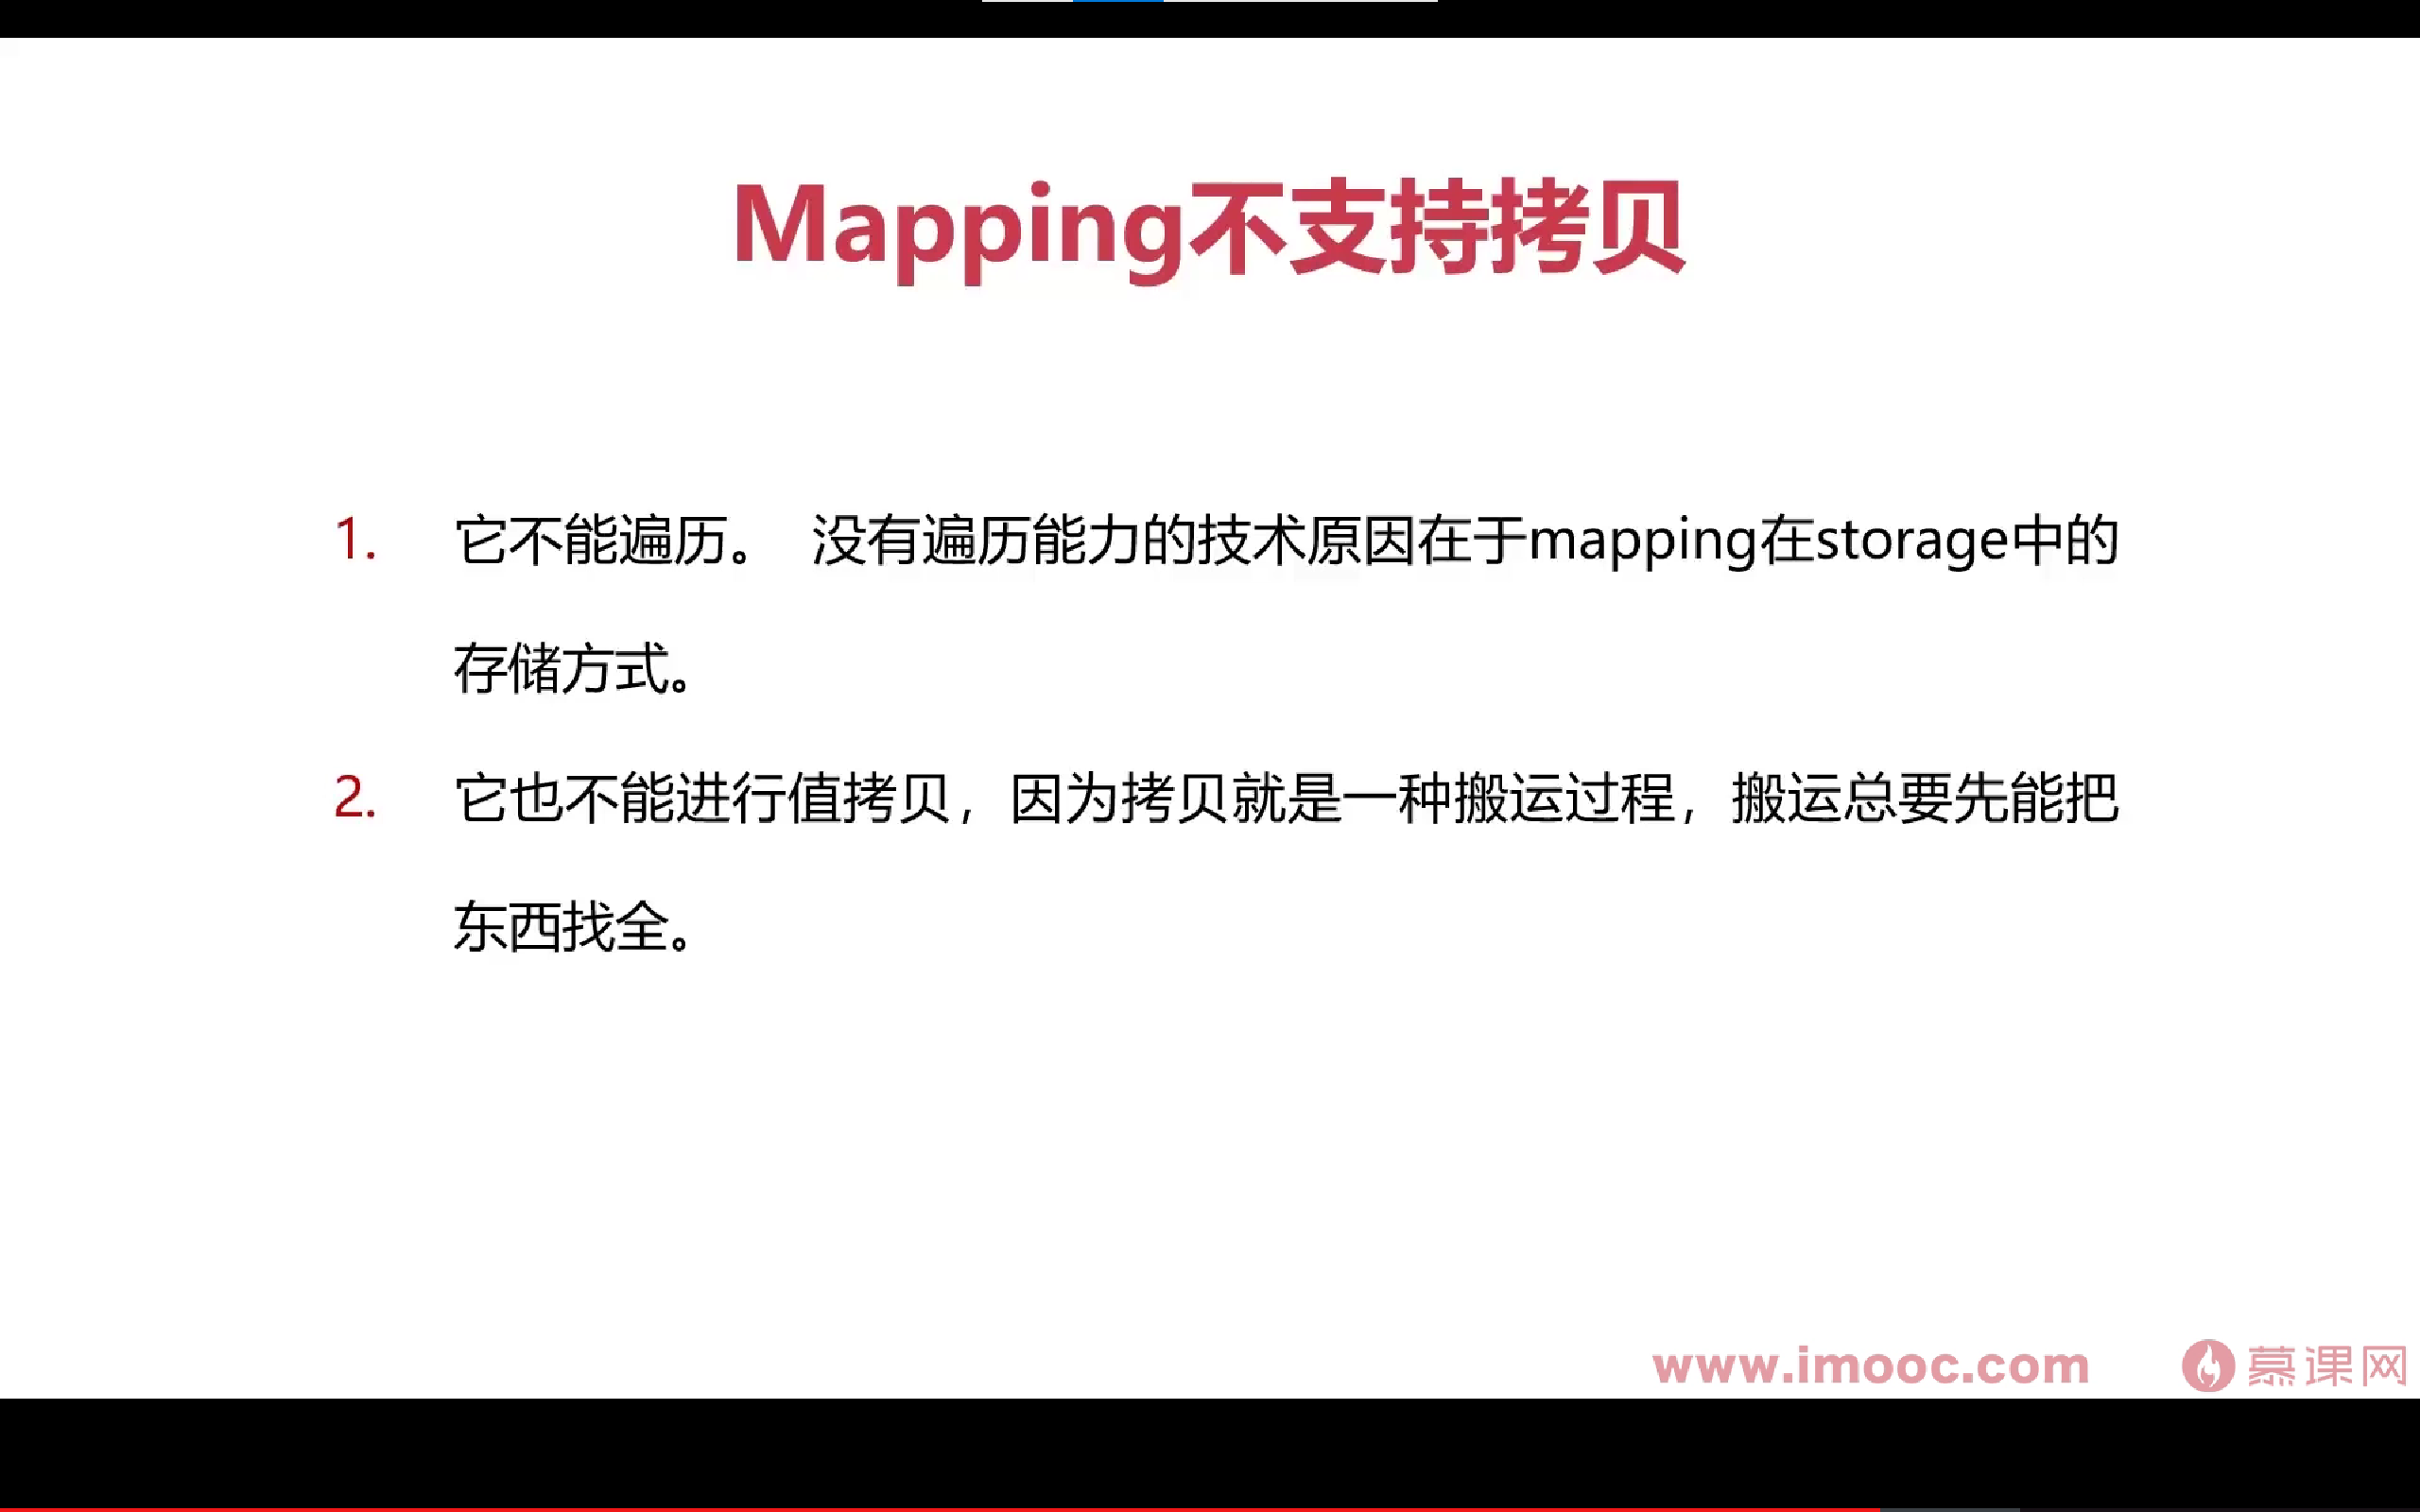 Mapping不支持拷贝
1. 它不能遍历。 没有遍历能力的技术原因在于mapping在storage中的
存储方式。
2. 它也不能进行值拷贝，因为拷贝就是一种搬运过程，搬运总要先能把
东西找全。
www.imooc.com 慕课网